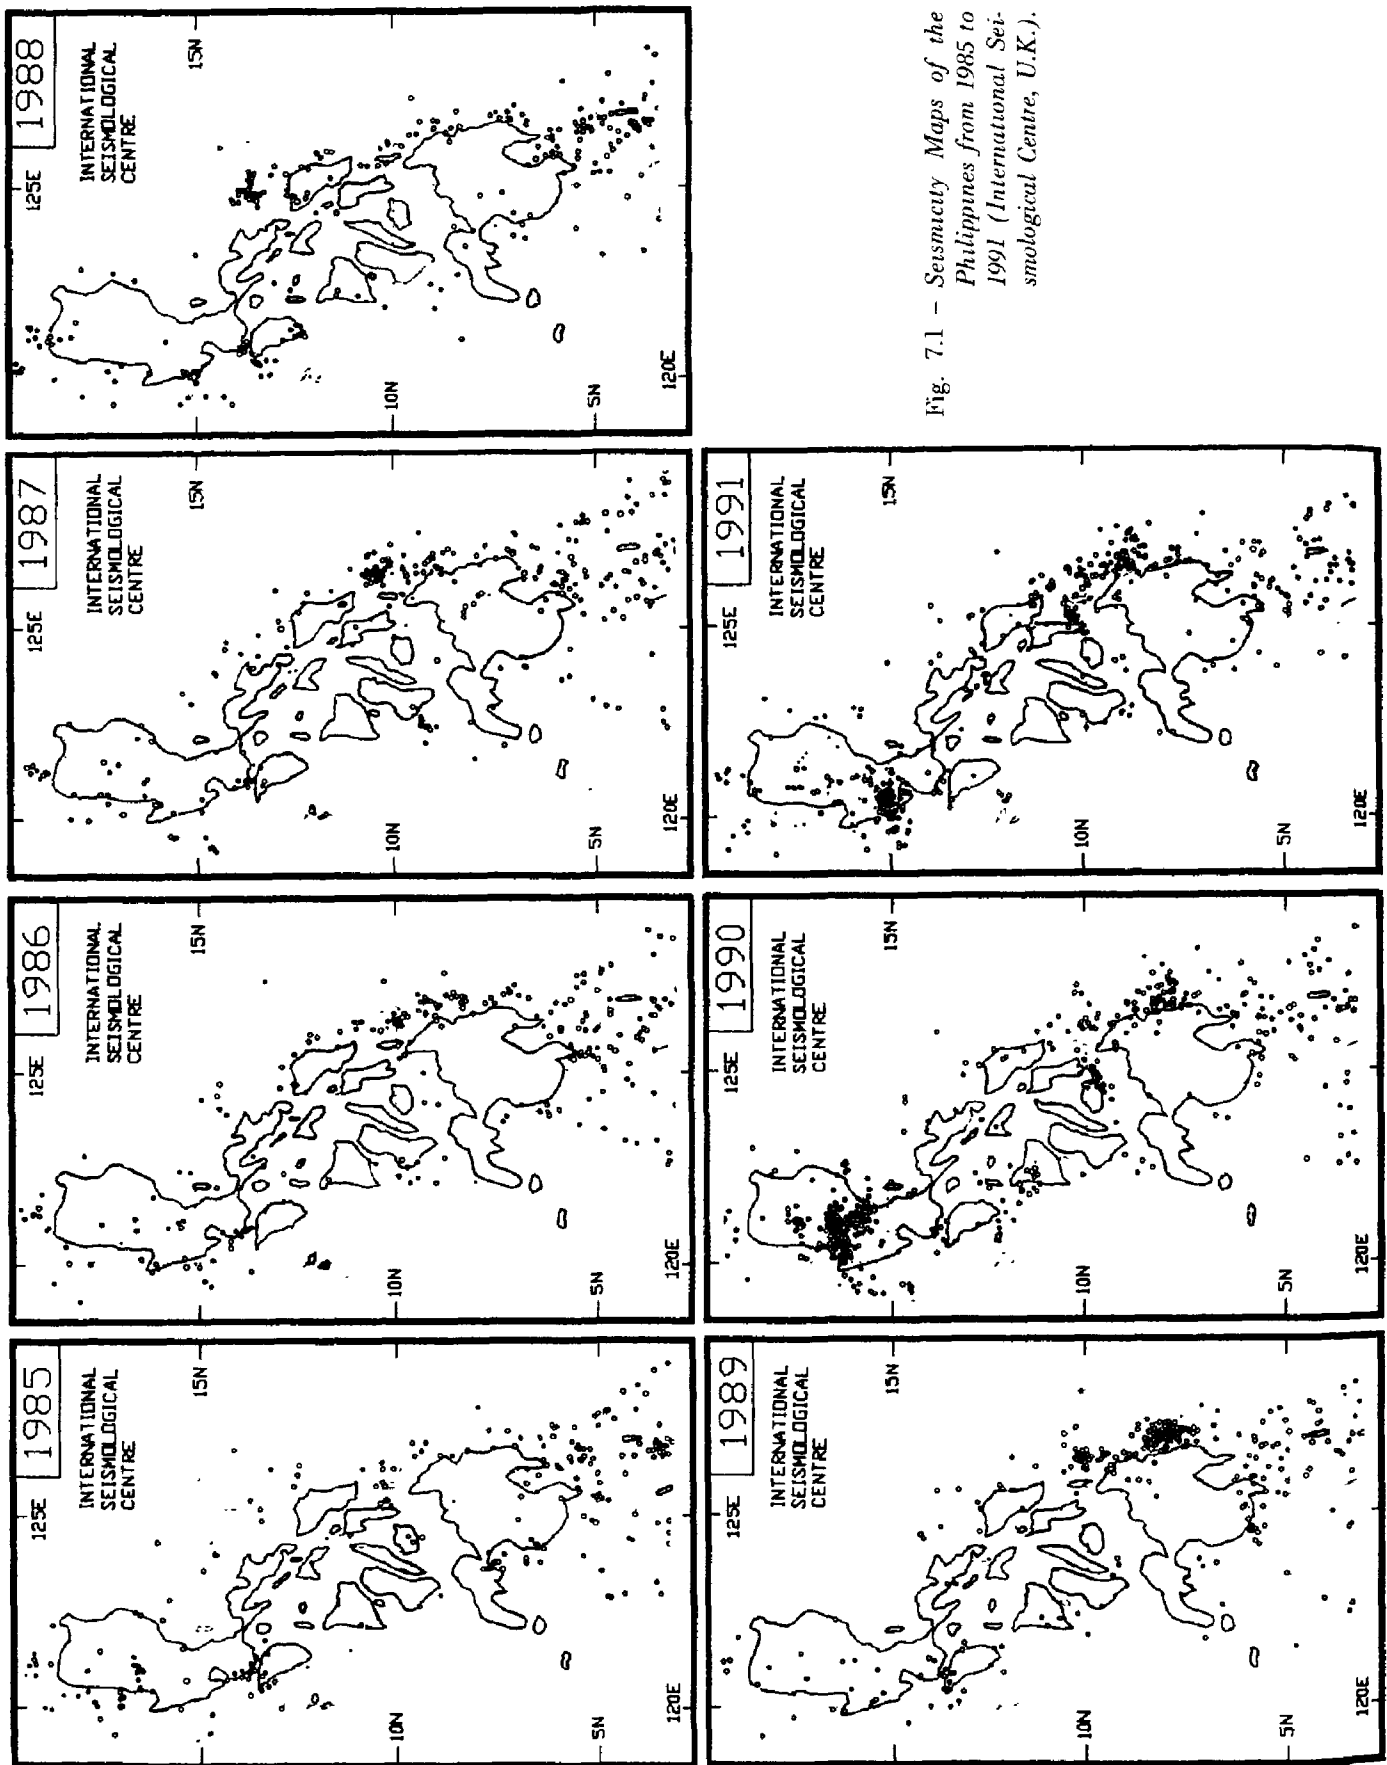 1985
INTERNATIONAL
SEISMOLOGICAL
CENTRE
125E
15N
10N
5N
120E
1986
INTERNATIONAL
SEISMOLOGICAL
CENTRE
125E
15N
10N
5N
120E
1987
INTERNATIONAL
SEISMOLOGICAL
CENTRE
125E
15N
10N
5N
120E
1988
INTERNATIONAL
SEISMOLOGICAL
CENTRE
125E
15N
10N
5N
120E
1989
INTERNATIONAL
SEISMOLOGICAL
CENTRE
125E
15N
10N
5N
120E
1990
INTERNATIONAL
SEISMOLOGICAL
CENTRE
125E
15N
10N
5N
120E
1991
INTERNATIONAL
SEISMOLOGICAL
CENTRE
125E
15N
10N
5N
120E
Fig. 7.1 – Seismicity Maps of the
Philippines from 1985 to
1991 (International Sei-
smological Centre, U.K.).